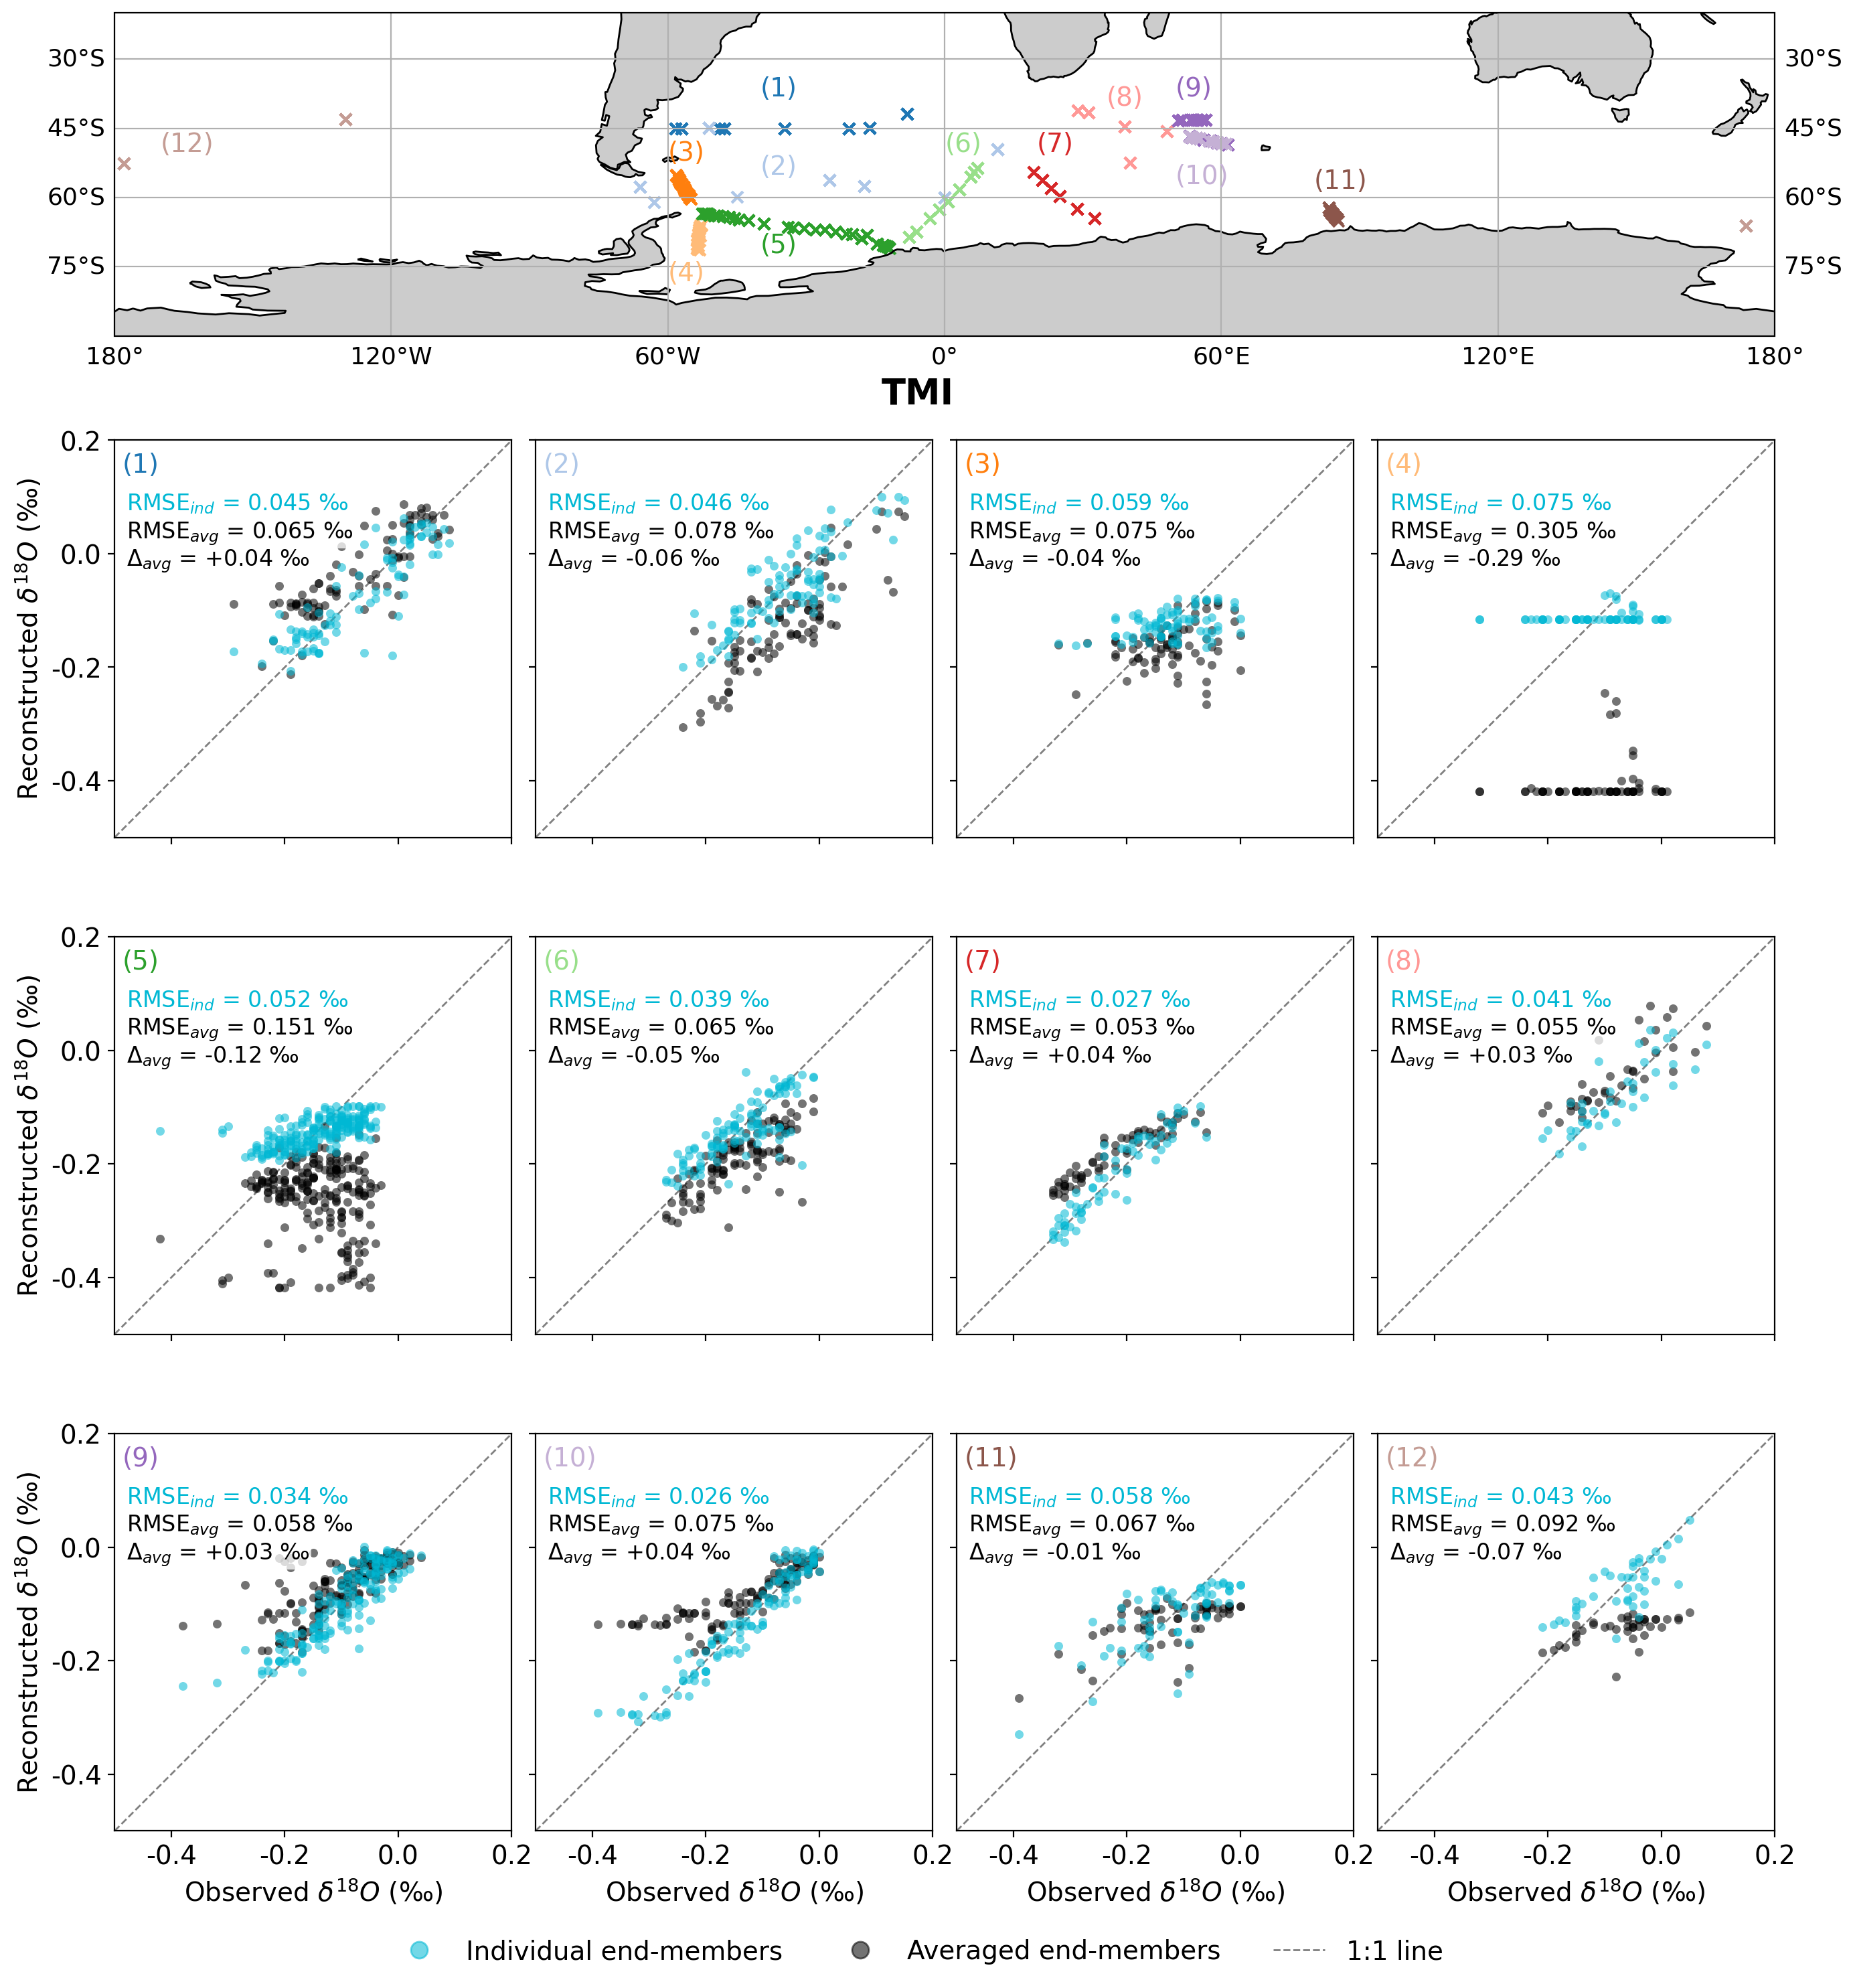 30°S
30°S
45°S
45°S
60°S
60°S
75°S
75°S
(1)
(2)
(3)
(4)
(5)
(6)
(7)
(8)
(9)
(10)
(11)
(12)
180°
120°W
60°W
0°
60°E
120°E
180°
TMI
Reconstructed δ¹⁸O (‰)
0.2
0.0
-0.2
-0.4
(1)
RMSE_ind = 0.045 ‰
RMSE_avg = 0.065 ‰
Δ_avg = +0.04 ‰
(2)
RMSE_ind = 0.046 ‰
RMSE_avg = 0.078 ‰
Δ_avg = -0.06 ‰
(3)
RMSE_ind = 0.059 ‰
RMSE_avg = 0.075 ‰
Δ_avg = -0.04 ‰
(4)
RMSE_ind = 0.075 ‰
RMSE_avg = 0.305 ‰
Δ_avg = -0.29 ‰
Reconstructed δ¹⁸O (‰)
0.2
0.0
-0.2
-0.4
(5)
RMSE_ind = 0.052 ‰
RMSE_avg = 0.151 ‰
Δ_avg = -0.12 ‰
(6)
RMSE_ind = 0.039 ‰
RMSE_avg = 0.065 ‰
Δ_avg = -0.05 ‰
(7)
RMSE_ind = 0.027 ‰
RMSE_avg = 0.053 ‰
Δ_avg = +0.04 ‰
(8)
RMSE_ind = 0.041 ‰
RMSE_avg = 0.055 ‰
Δ_avg = +0.03 ‰
Reconstructed δ¹⁸O (‰)
0.2
0.0
-0.2
-0.4
(9)
RMSE_ind = 0.034 ‰
RMSE_avg = 0.058 ‰
Δ_avg = +0.03 ‰
(10)
RMSE_ind = 0.026 ‰
RMSE_avg = 0.075 ‰
Δ_avg = +0.04 ‰
(11)
RMSE_ind = 0.058 ‰
RMSE_avg = 0.067 ‰
Δ_avg = -0.01 ‰
(12)
RMSE_ind = 0.043 ‰
RMSE_avg = 0.092 ‰
Δ_avg = -0.07 ‰
-0.4 -0.2 0.0 0.2
-0.4 -0.2 0.0 0.2
-0.4 -0.2 0.0 0.2
-0.4 -0.2 0.0 0.2
Observed δ¹⁸O (‰)
Observed δ¹⁸O (‰)
Observed δ¹⁸O (‰)
Observed δ¹⁸O (‰)
Individual end-members
Averaged end-members
1:1 line